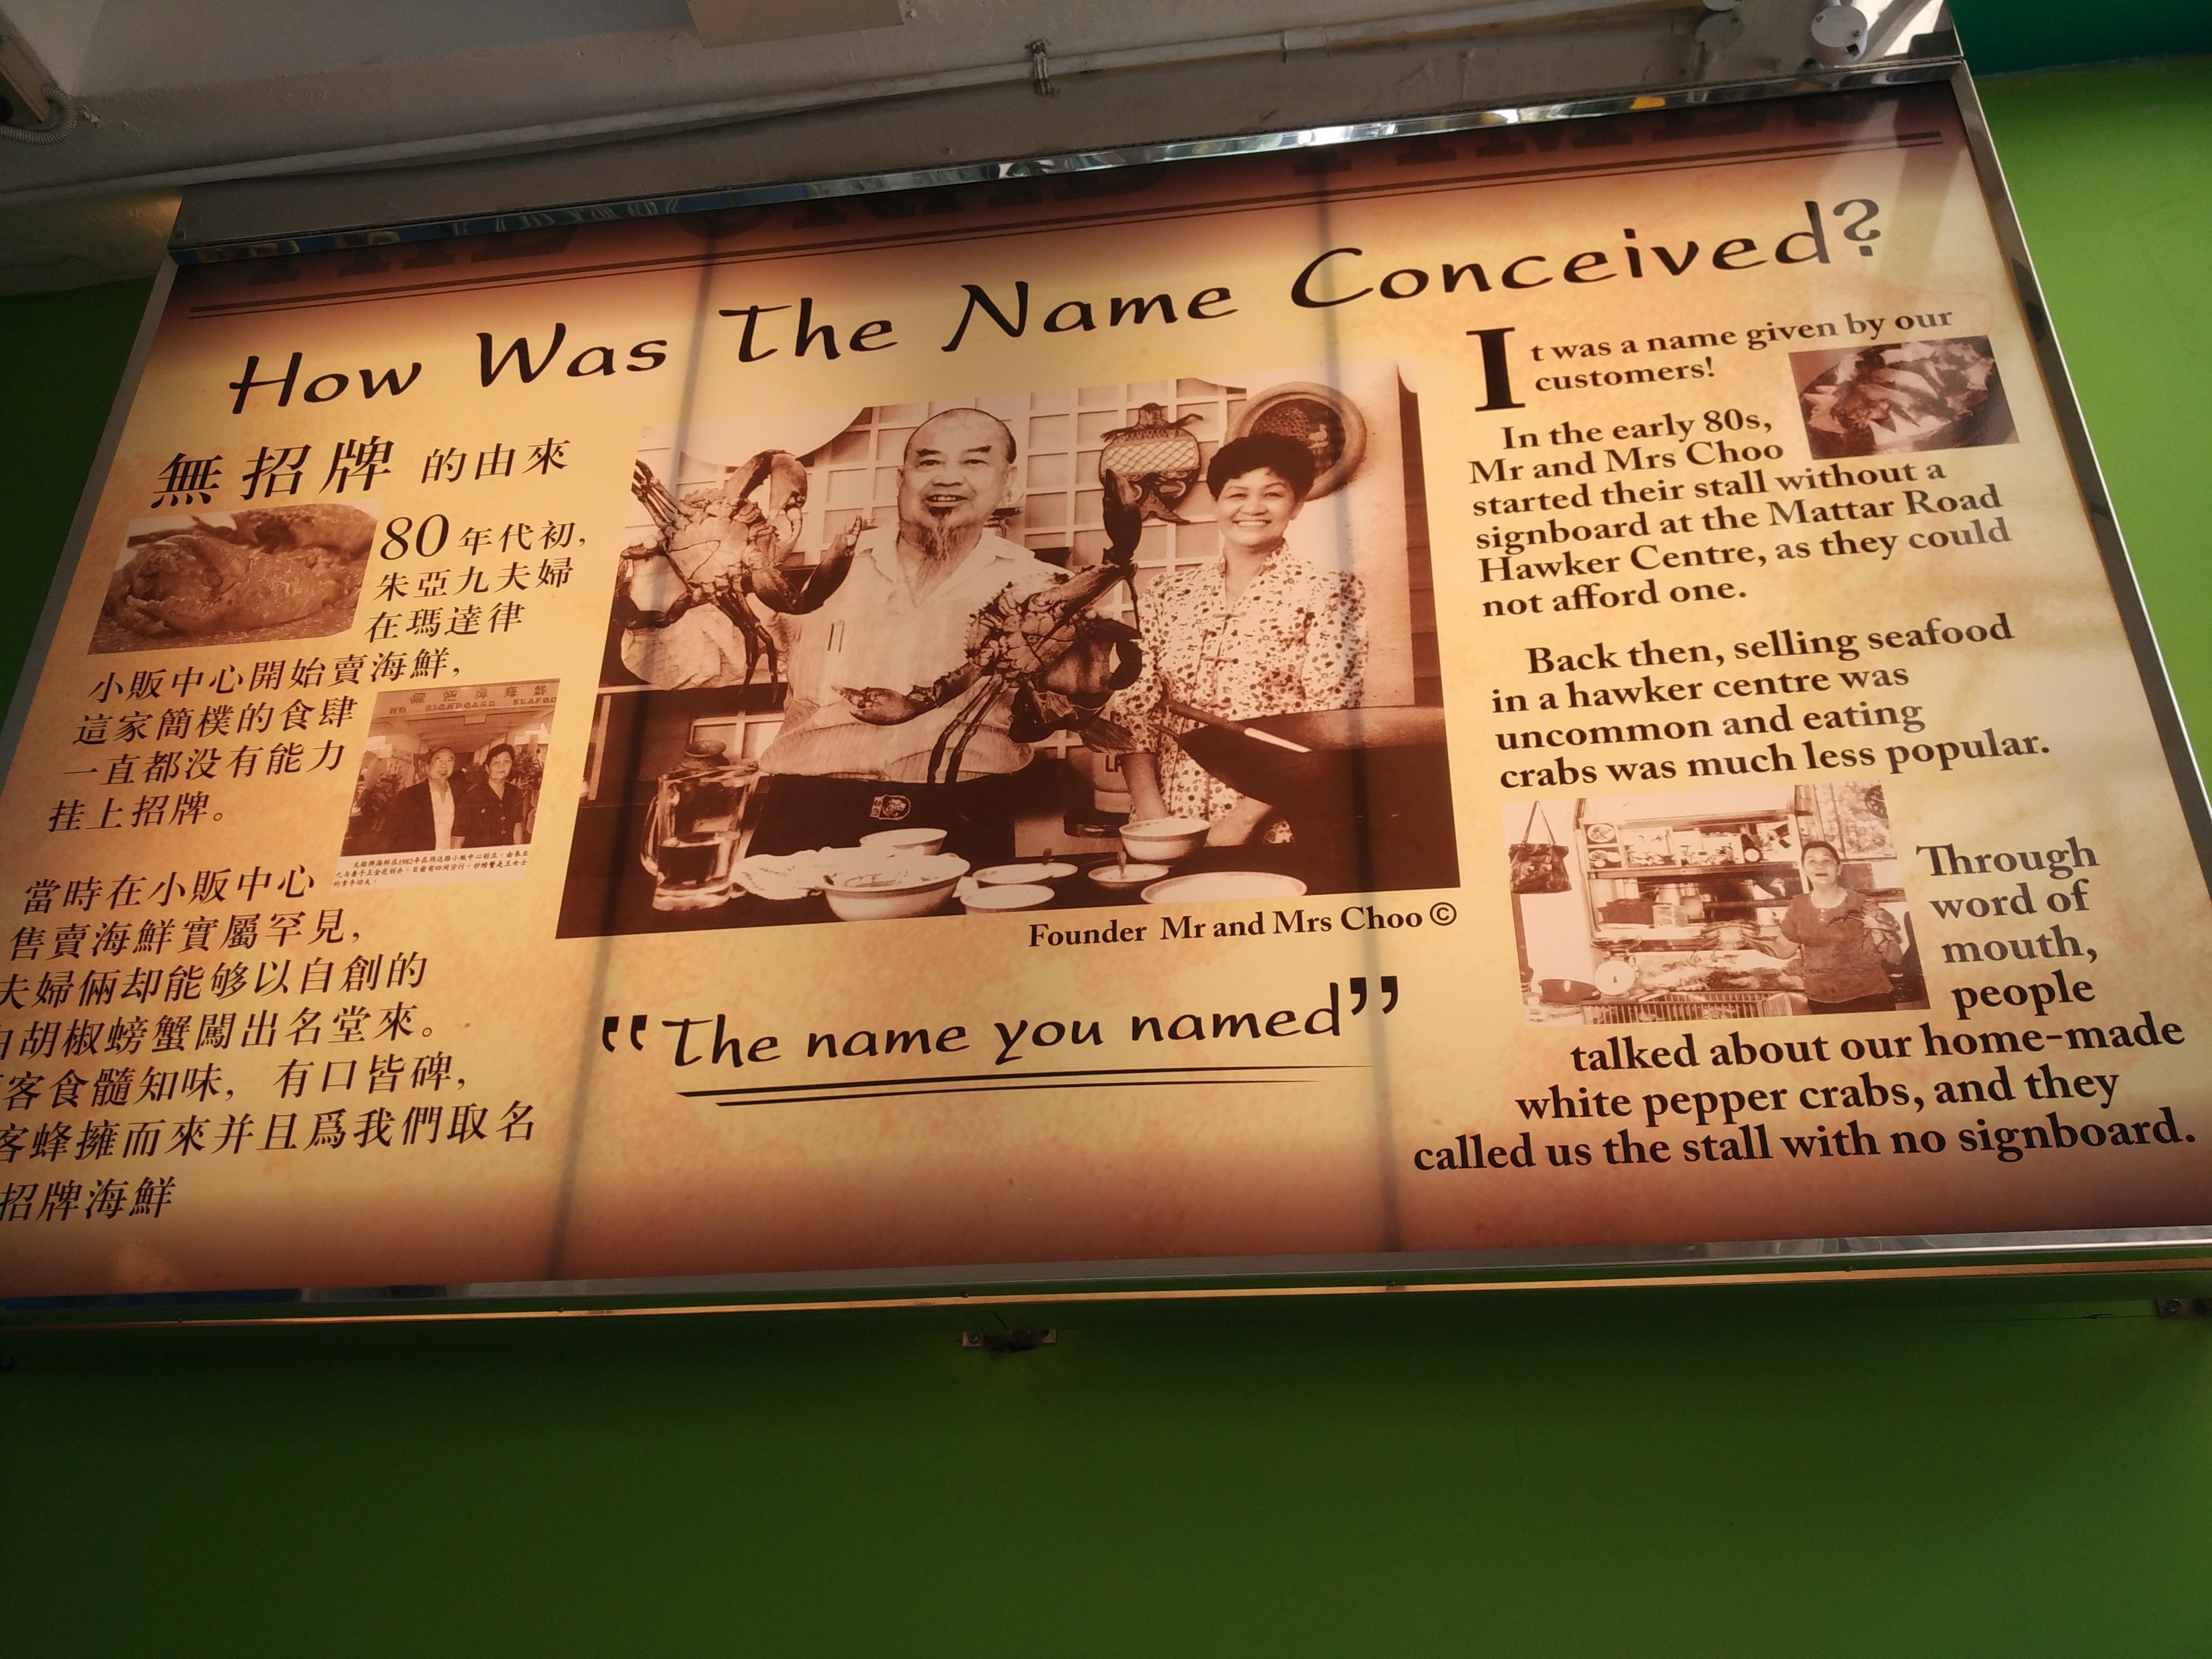 How Was The Name Conceived?
無招牌 的由來
80 年代初,
朱亞九夫婦
在瑪達律
小販中心開始賣海鮮,
這家簡樸的食肆
一直都没有能力
挂上招牌。
NO SIGNBOARD SEAFOOD
當時在小販中心
售賣海鮮實屬罕見,
夫婦倆却能够以自創的
胡椒螃蟹闖出名堂來。
客食髓知味, 有口皆碑,
客蜂擁而來并且爲我們取名
招牌海鮮
Founder Mr and Mrs Choo ©
“The name you named”
It was a name given by our
customers!
In the early 80s,
Mr and Mrs Choo
started their stall without a
signboard at the Mattar Road
Hawker Centre, as they could
not afford one.
Back then, selling seafood
in a hawker centre was
uncommon and eating
crabs was much less popular.
Through
word of
mouth,
people
talked about our home-made
white pepper crabs, and they
called us the stall with no signboard.